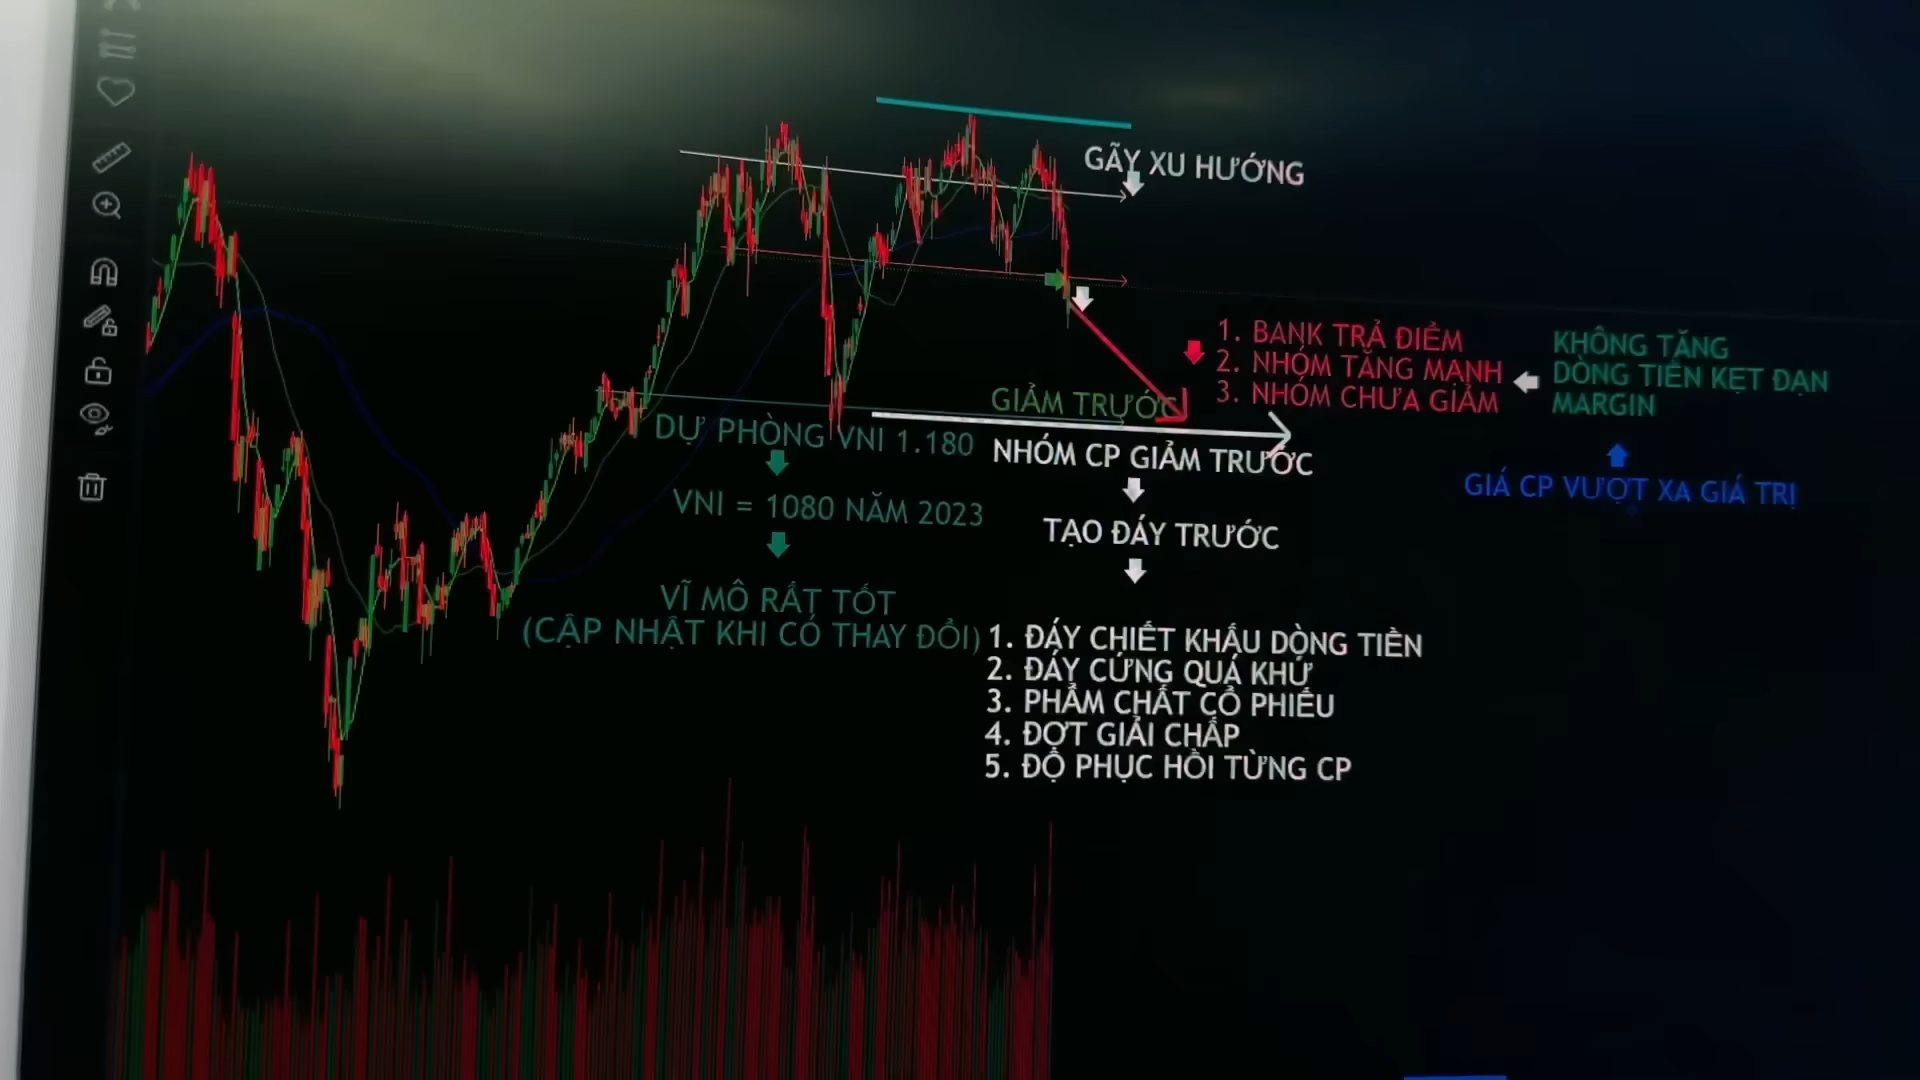 GÃY XU HƯỚNG
1. BANK TRẢ ĐIỂM
2. NHÓM TĂNG MẠNH
3. NHÓM CHƯA GIẢM
KHÔNG TĂNG
DÒNG TIỀN KẸT ĐẠN
MARGIN
GIÁ CP VƯỢT XA GIÁ TRỊ
GIẢM TRƯỚC
DỰ PHÒNG VNI 1.180
VNI = 1080 NĂM 2023
VĨ MÔ RẤT TỐT
(CẬP NHẬT KHI CÓ THAY ĐỔI)
NHÓM CP GIẢM TRƯỚC
TẠO ĐÁY TRƯỚC
1. ĐÁY CHIẾT KHẤU DÒNG TIỀN
2. ĐÁY CỨNG QUÁ KHỨ
3. PHẨM CHẤT CỔ PHIẾU
4. ĐỢT GIẢI CHẤP
5. ĐỘ PHỤC HỒI TỪNG CP